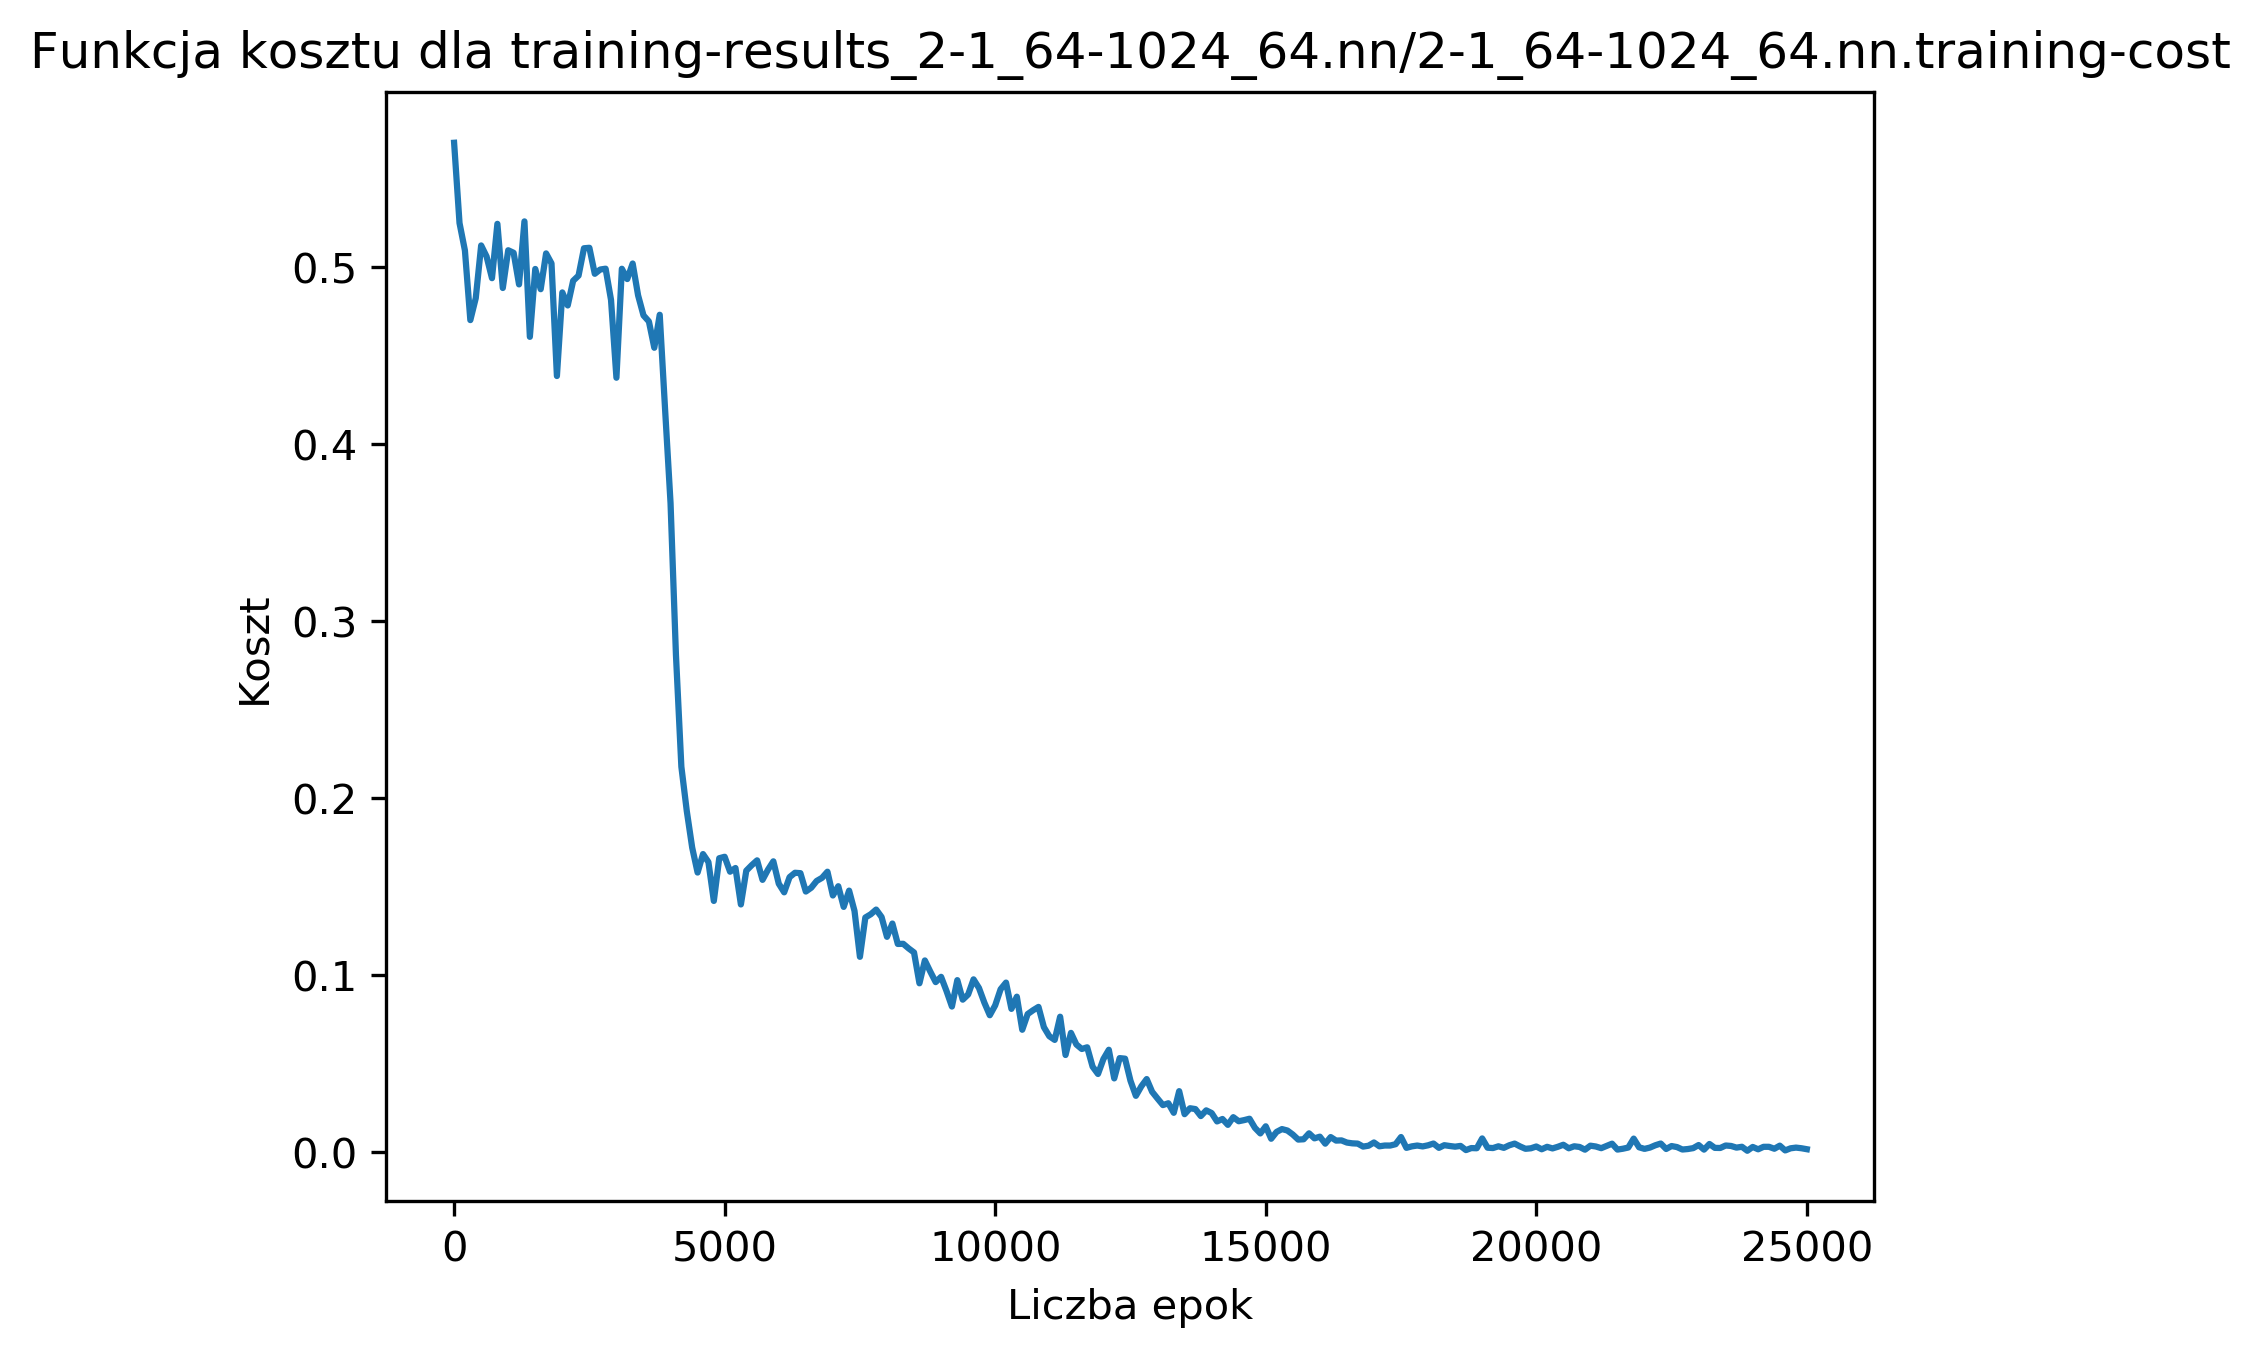 Funkcja kosztu dla training-results_2-1_64-1024_64.nn/2-1_64-1024_64.nn.training-cost
0.5
0.4
0.3
0.2
0.1
0.0
Koszt
0 5000 10000 15000 20000 25000
Liczba epok